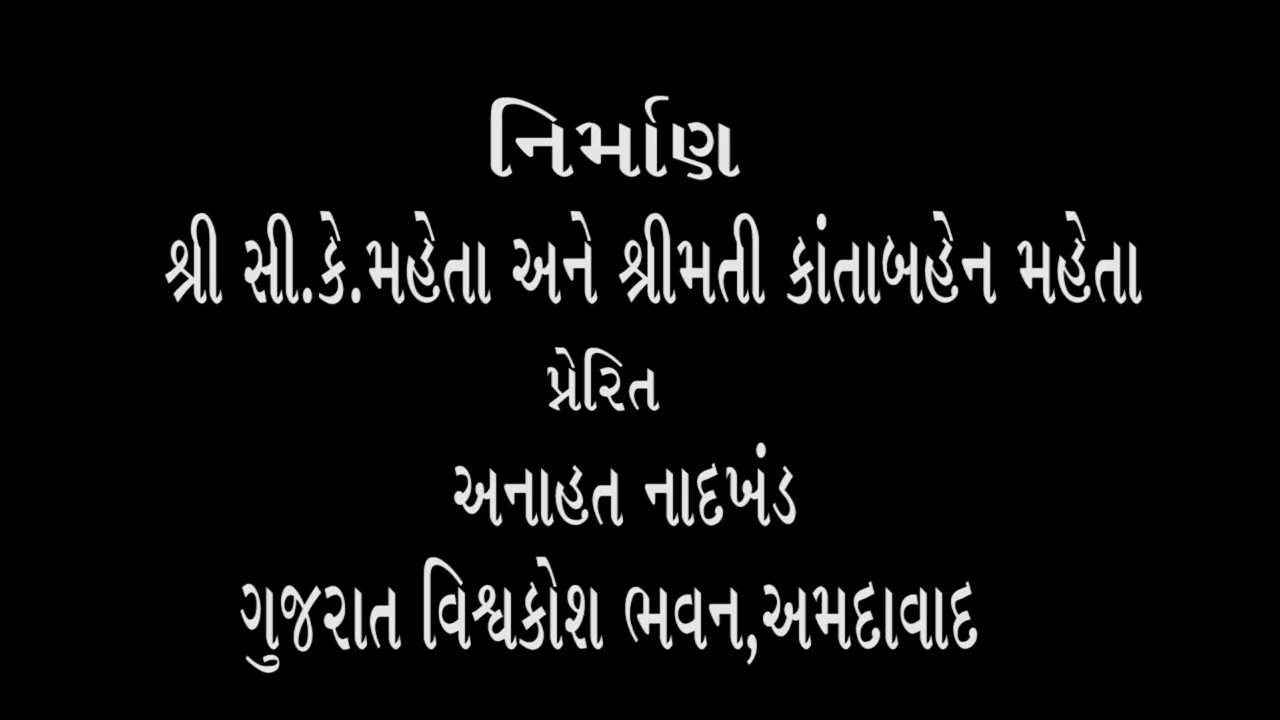 નિર્માણ
શ્રી સી.કે.મહેતા અને શ્રીમતી કાંતાબહેન મહેતા
પ્રેરિત
અનાહત નાદખંડ
ગુજરાત વિશ્વકોશ ભવન,અમદાવાદ